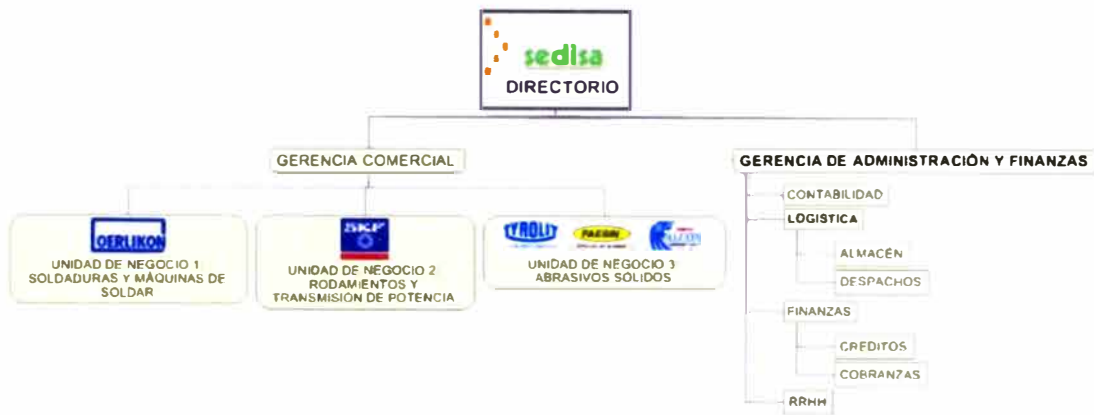 sedisa
DIRECTORIO
GERENCIA COMERCIAL
GERENCIA DE ADMINISTRACIÓN Y FINANZAS
OERLIKON
UNIDAD DE NEGOCIO 1
SOLDADURAS Y MÁQUINAS DE
SOLDAR
SKF
UNIDAD DE NEGOCIO 2
RODAMIENTOS Y
TRANSMISIÓN DE POTENCIA
TYROLIT
UNIDAD DE NEGOCIO 3
ABRASIVOS SÓLIDOS
CONTABILIDAD
LOGISTICA
ALMACÉN
DESPACHOS
FINANZAS
CREDITOS
COBRANZAS
RRHH